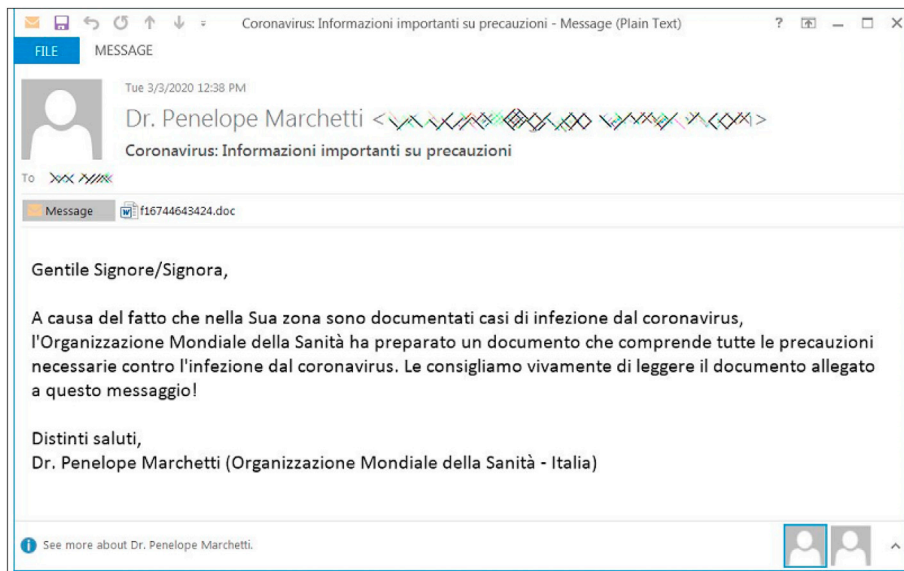 Coronavirus: Informazioni importanti su precauzioni - Message (Plain Text)
FILE MESSAGE
Tue 3/3/2020 12:38 PM
Dr. Penelope Marchetti < >
Coronavirus: Informazioni importanti su precauzioni
To
Message f16744643424.doc
Gentile Signore/Signora,
A causa del fatto che nella Sua zona sono documentati casi di infezione dal coronavirus,
l'Organizzazione Mondiale della Sanità ha preparato un documento che comprende tutte le precauzioni
necessarie contro l'infezione dal coronavirus. Le consigliamo vivamente di leggere il documento allegato
a questo messaggio!
Distinti saluti,
Dr. Penelope Marchetti (Organizzazione Mondiale della Sanità - Italia)
See more about Dr. Penelope Marchetti.